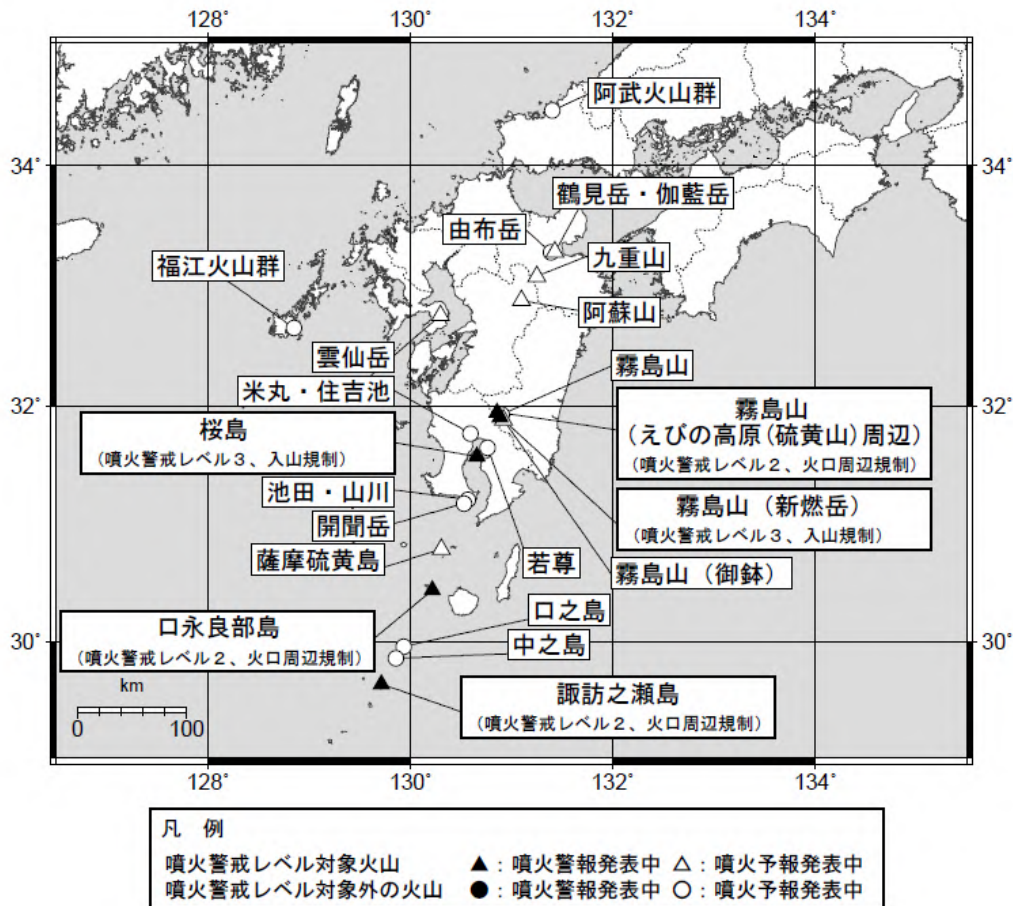 128°
130°
132°
134°
阿武火山群
34°
34°
鶴見岳・伽藍岳
由布岳
九重山
福江火山群
阿蘇山
雲仙岳
霧島山
米丸・住吉池
32°
32°
桜島
(噴火警戒レベル3、入山規制)
霧島山
(えびの高原(硫黄山)周辺)
(噴火警戒レベル2、火口周辺規制)
池田・山川
霧島山(新燃岳)
(噴火警戒レベル3、入山規制)
開聞岳
薩摩硫黄島
若尊
霧島山(御鉢)
口之島
口永良部島
(噴火警戒レベル2、火口周辺規制)
30°
30°
中之島
km
0
100
諏訪之瀬島
(噴火警戒レベル2、火口周辺規制)
128°
130°
132°
134°
凡 例
噴火警戒レベル対象火山 ▲:噴火警報発表中 △:噴火予報発表中
噴火警戒レベル対象外の火山 ●:噴火警報発表中 ○:噴火予報発表中